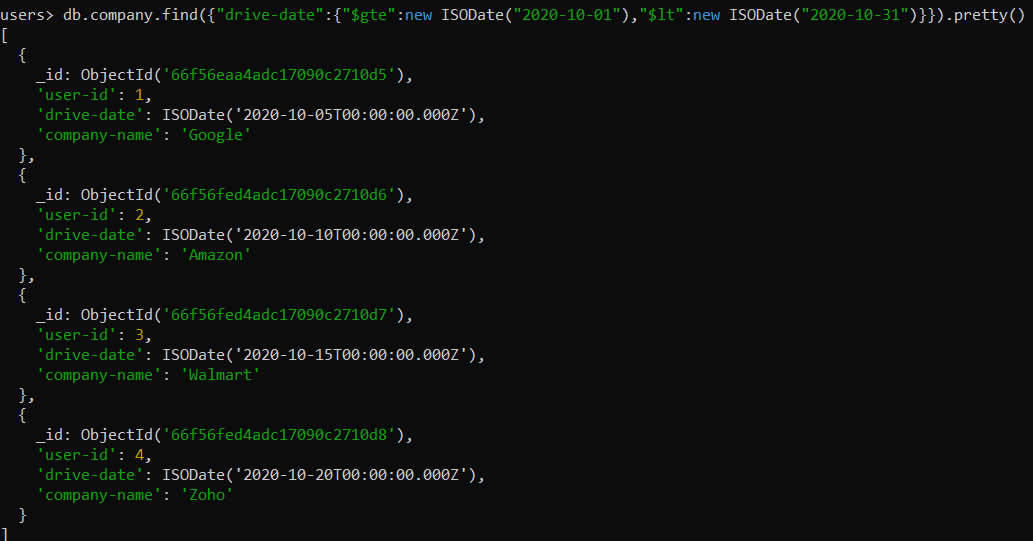 users> db.company.find({"drive-date":{"$gte":new ISODate("2020-10-01"),"$lt":new ISODate("2020-10-31")}}).pretty()
[
  {
    _id: ObjectId('66f56eaa4adc17090c2710d5'),
    'user-id': 1,
    'drive-date': ISODate('2020-10-05T00:00:00.000Z'),
    'company-name': 'Google'
  },
  {
    _id: ObjectId('66f56fed4adc17090c2710d6'),
    'user-id': 2,
    'drive-date': ISODate('2020-10-10T00:00:00.000Z'),
    'company-name': 'Amazon'
  },
  {
    _id: ObjectId('66f56fed4adc17090c2710d7'),
    'user-id': 3,
    'drive-date': ISODate('2020-10-15T00:00:00.000Z'),
    'company-name': 'Walmart'
  },
  {
    _id: ObjectId('66f56fed4adc17090c2710d8'),
    'user-id': 4,
    'drive-date': ISODate('2020-10-20T00:00:00.000Z'),
    'company-name': 'Zoho'
  }
]